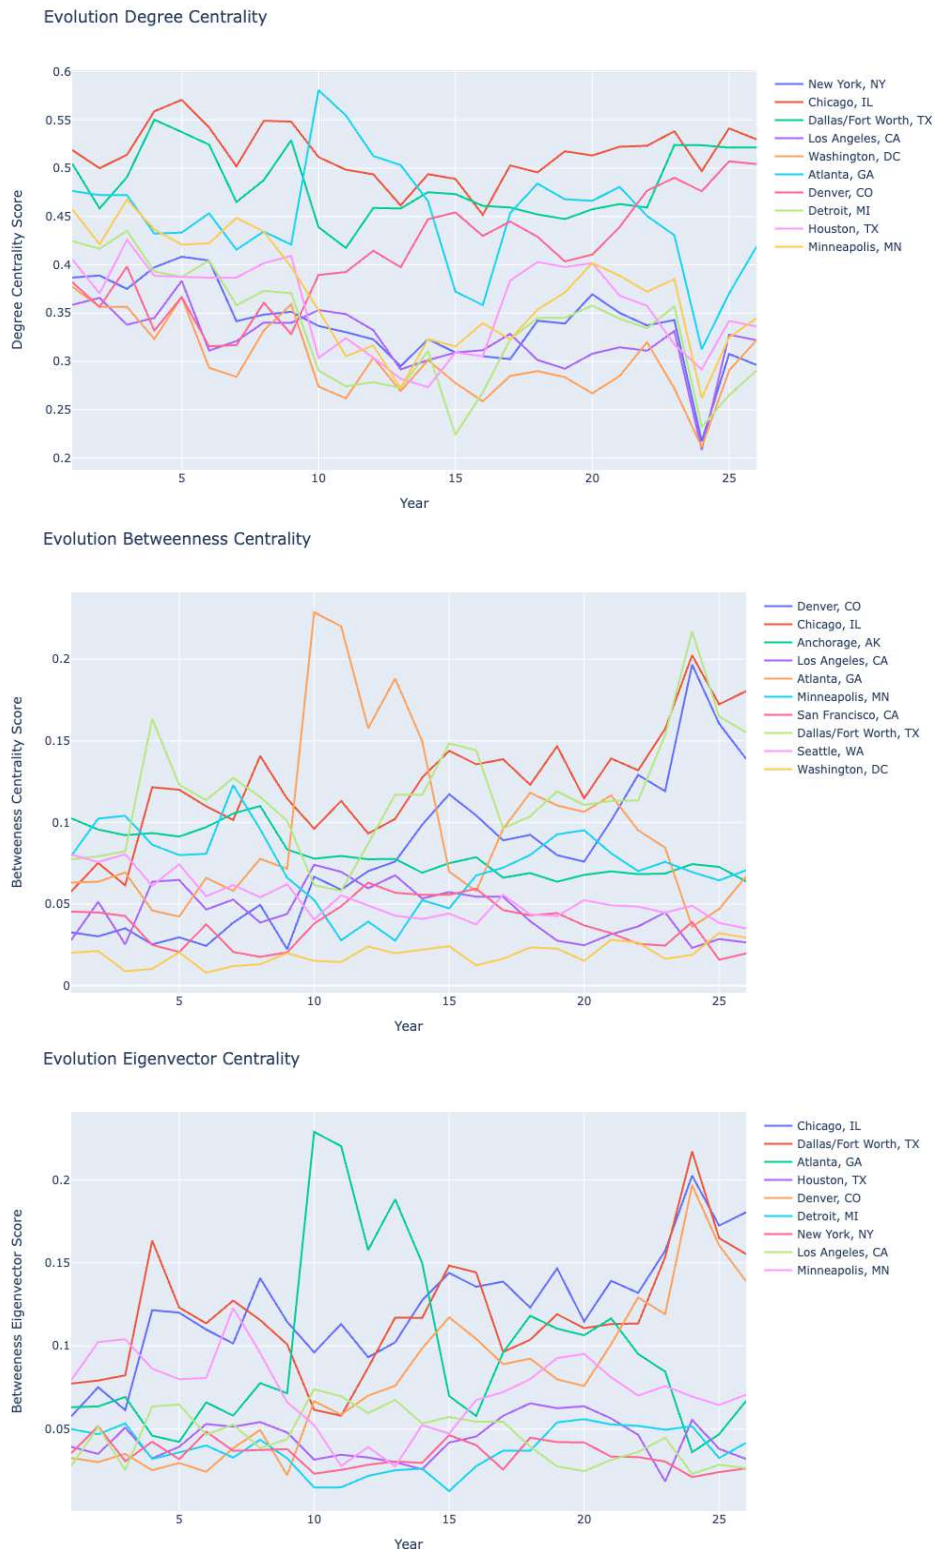 Evolution Degree Centrality
0.6
0.55
0.5
0.45
0.4
0.35
0.3
0.25
0.2
Degree Centrality Score
5
10
15
20
25
Year
New York, NY
Chicago, IL
Dallas/Fort Worth, TX
Los Angeles, CA
Washington, DC
Atlanta, GA
Denver, CO
Detroit, MI
Houston, TX
Minneapolis, MN
Evolution Betweenness Centrality
0.2
0.15
0.1
0.05
0
Betweeness Centrality Score
5
10
15
20
25
Year
Denver, CO
Chicago, IL
Anchorage, AK
Los Angeles, CA
Atlanta, GA
Minneapolis, MN
San Francisco, CA
Dallas/Fort Worth, TX
Seattle, WA
Washington, DC
Evolution Eigenvector Centrality
0.2
0.15
0.1
0.05
Betweeness Eigenvector Score
5
10
15
20
25
Year
Chicago, IL
Dallas/Fort Worth, TX
Atlanta, GA
Houston, TX
Denver, CO
Detroit, MI
New York, NY
Los Angeles, CA
Minneapolis, MN